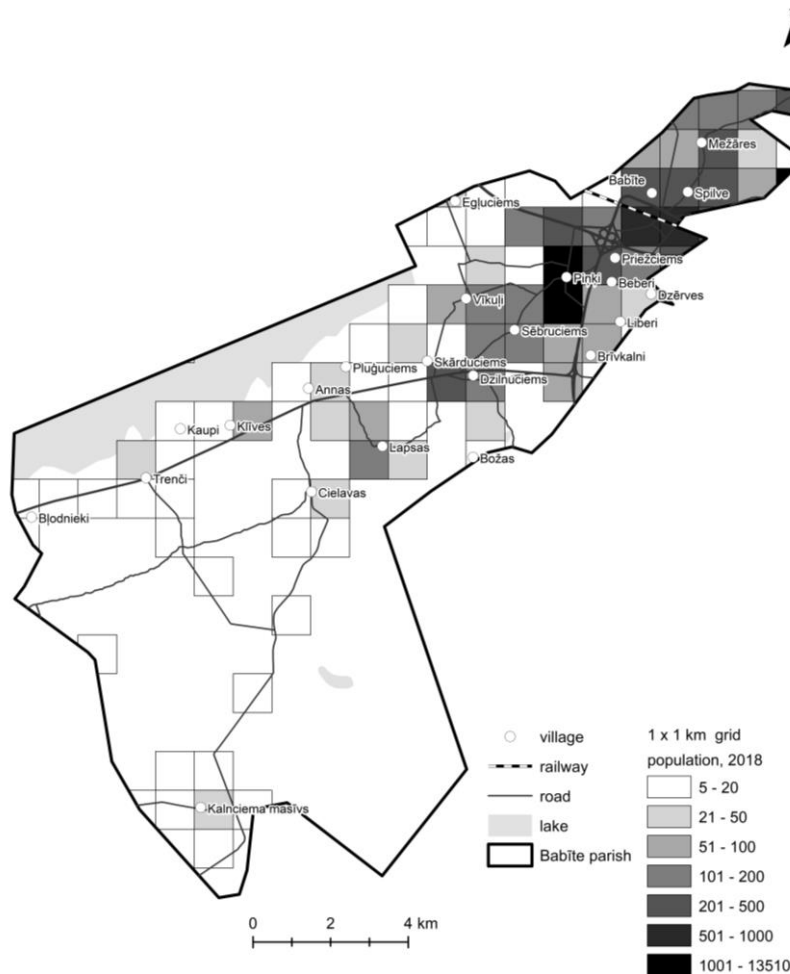 Mežāres
Babīte
Spilve
Egļuciems
Priežciems
Piņķi
Beberi
Dzērves
Vīkuļi
Liberi
Sēbruciems
Brīvkalni
Skārduciems
Pluģuciems
Dzilnuciems
Annas
Kaupi
Klīves
Lapsas
Božas
Trenči
Cielavas
Bļodnieki
Kalnciema masīvs
village
railway
road
lake
Babīte parish
1 x 1 km grid
population, 2018
5 - 20
21 - 50
51 - 100
101 - 200
201 - 500
501 - 1000
1001 - 13510
0 2 4 km